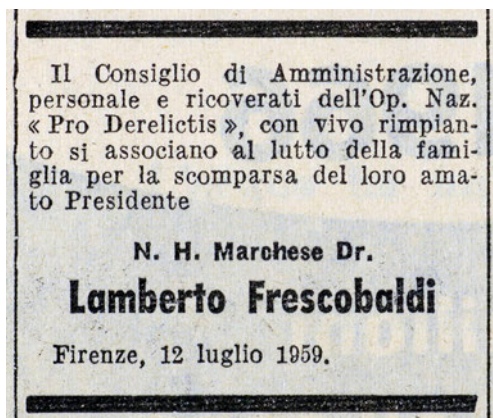 Il Consiglio di Amministrazione,
personale e ricoverati dell'Op. Naz.
« Pro Derelictis », con vivo rimpian-
to si associano al lutto della fami-
glia per la scomparsa del loro ama-
to Presidente
N. H. Marchese Dr.
Lamberto Frescobaldi
Firenze, 12 luglio 1959.